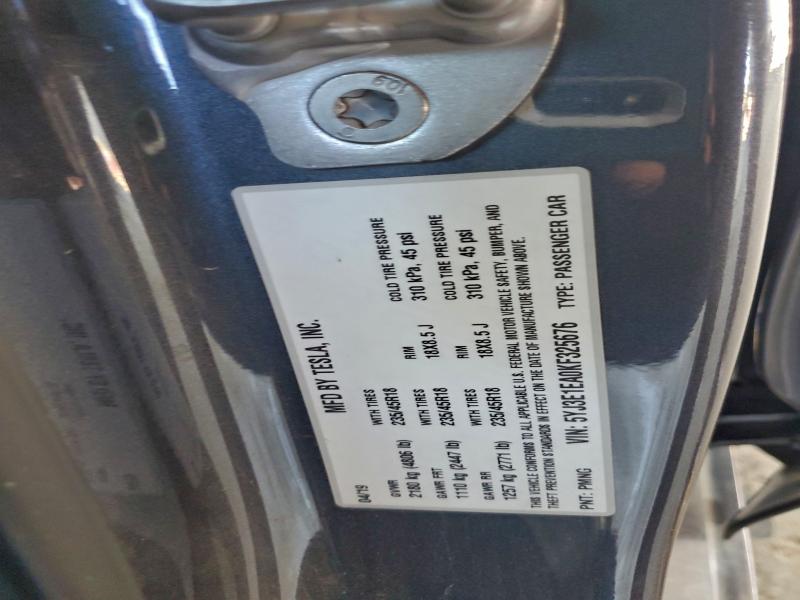 109
MFD BY TESLA, INC.
04/19
GVWR WITH TIRES RIM COLD TIRE PRESSURE
2180 kg (4806 lb) 235/45R18 18X8.5 J 310 kPa, 45 psi
GAWR FRT WITH TIRES RIM COLD TIRE PRESSURE
1110 kg (2447 lb) 235/45R18 18X8.5 J 310 kPa, 45 psi
GAWR RR WITH TIRES
1257 kg (2771 lb) 235/45R18
THIS VEHICLE CONFORMS TO ALL APPLICABLE U.S. FEDERAL MOTOR VEHICLE SAFETY, BUMPER, AND
THEFT PREVENTION STANDARDS IN EFFECT ON THE DATE OF MANUFACTURE SHOWN ABOVE.
PNT: PMNG VIN: 5YJ3E1EA0KF325676 TYPE: PASSENGER CAR